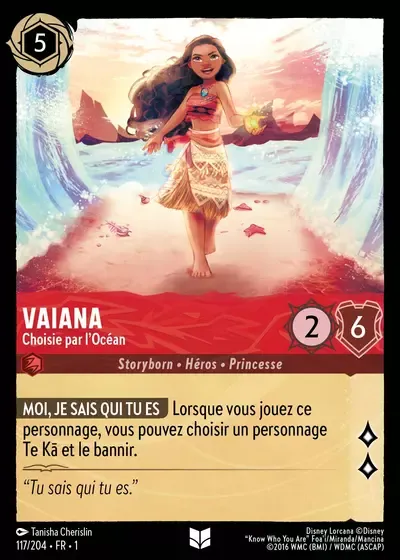 5
VAIANA
Choisie par l'Océan
2
6
Storyborn • Héros • Princesse
MOI, JE SAIS QUI TU ES Lorsque vous jouez ce
personnage, vous pouvez choisir un personnage
Te Kā et le bannir.
“Tu sais qui tu es.”
Tanisha Cherislin
117/204 • FR • 1
Disney Lorcana ©Disney
“Know Who You Are” Foa'i/Miranda/Mancina
©2016 WMC (BMI) / WDMC (ASCAP)